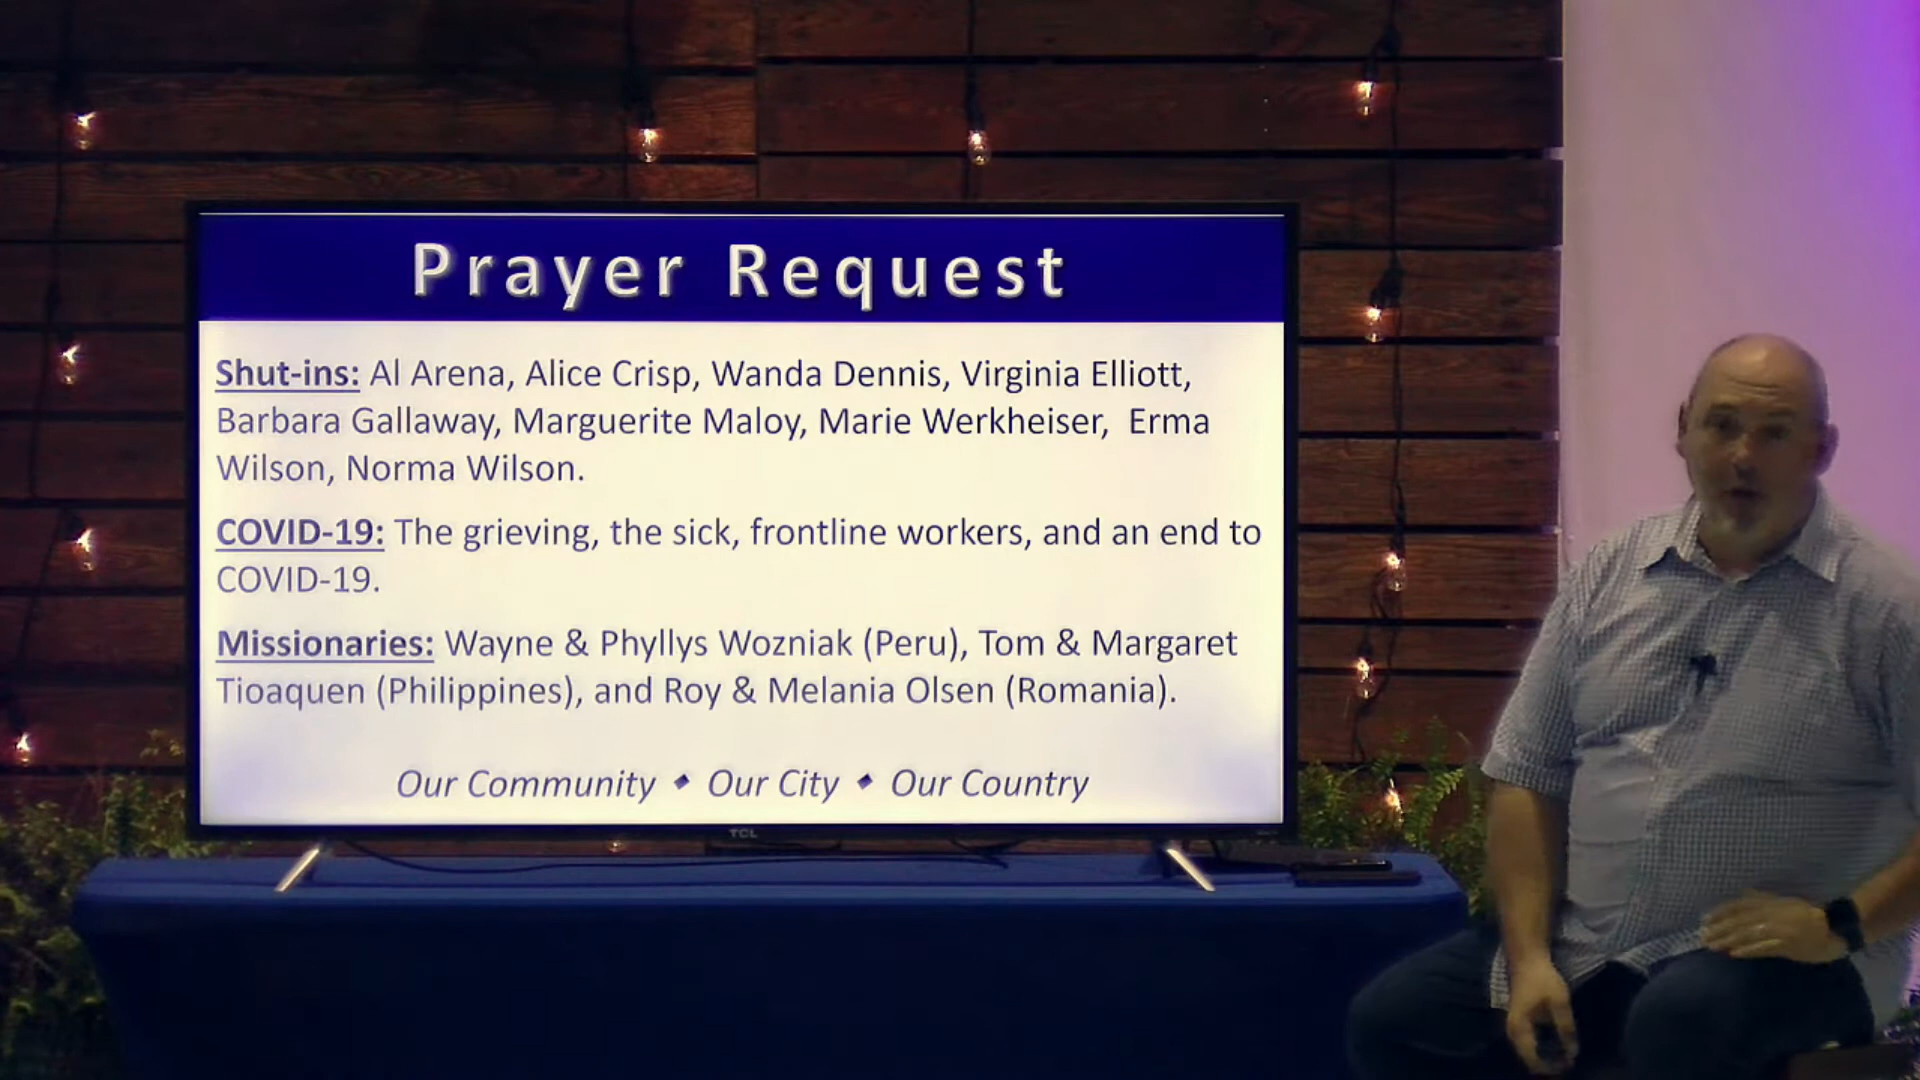 Prayer Request
Shut-ins: Al Arena, Alice Crisp, Wanda Dennis, Virginia Elliott,
Barbara Gallaway, Marguerite Maloy, Marie Werkheiser, Erma
Wilson, Norma Wilson.
COVID-19: The grieving, the sick, frontline workers, and an end to
COVID-19.
Missionaries: Wayne & Phyllys Wozniak (Peru), Tom & Margaret
Tioaquen (Philippines), and Roy & Melania Olsen (Romania).
Our Community ◆ Our City ◆ Our Country
TCL